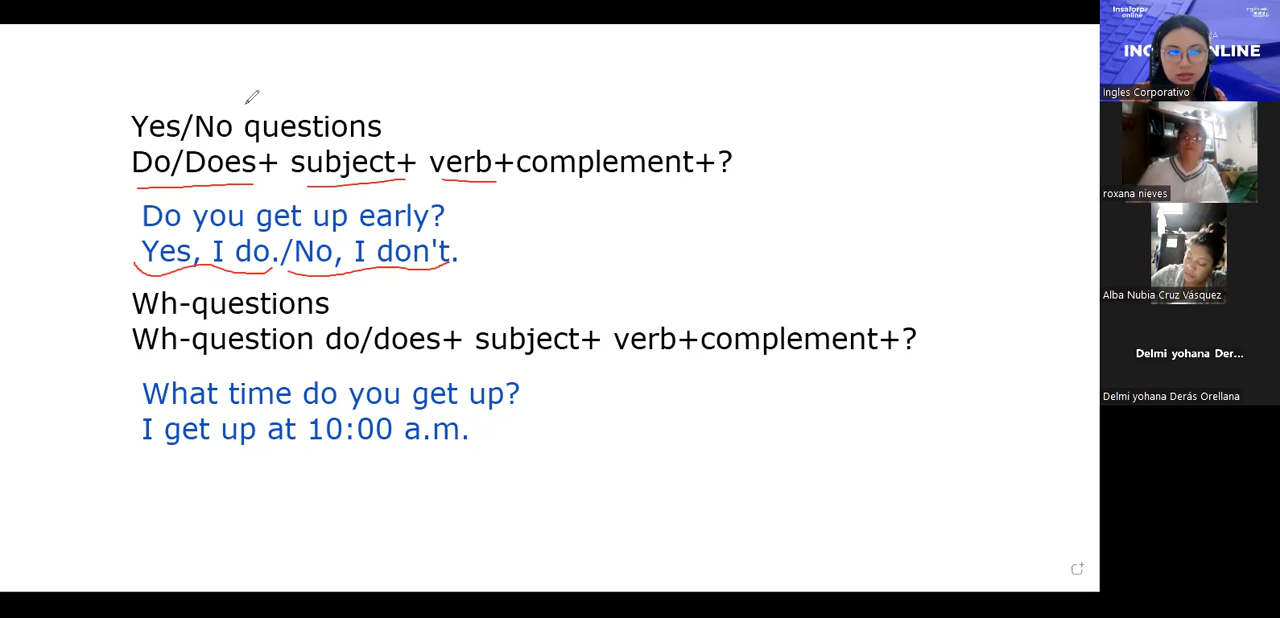 Yes/No questions
Do/Does+ subject+ verb+complement+?
Do you get up early?
Yes, I do./No, I don't.
Wh-questions
Wh-question do/does+ subject+ verb+complement+?
What time do you get up?
I get up at 10:00 a.m.
Insaforp
online
Ingles Corporativo
roxana nieves
Alba Nubia Cruz Vásquez
Delmi yohana Der...
Delmi yohana Derás Orellana